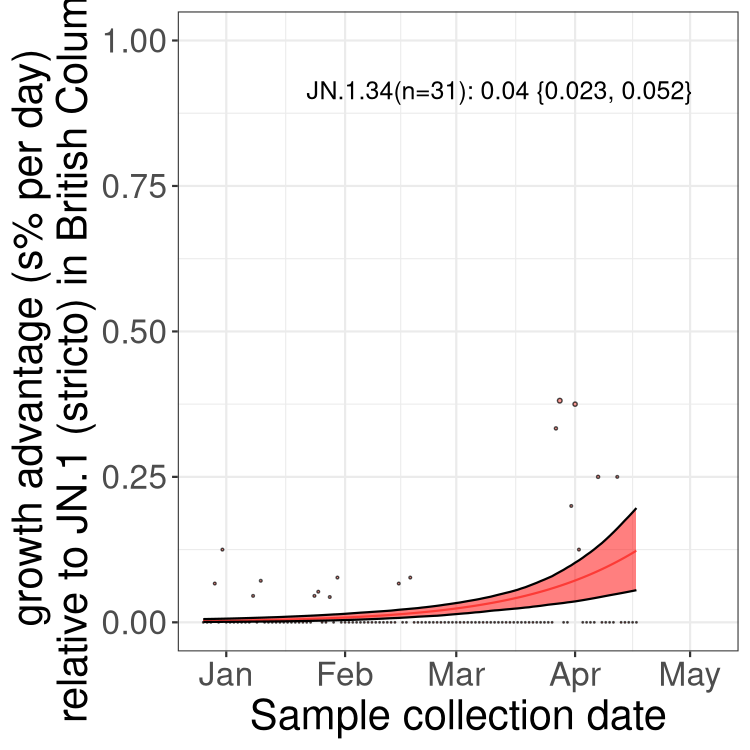 growth advantage (s% per day)
relative to JN.1 (stricto) in British Colum
1.00
0.75
0.50
0.25
0.00
JN.1.34(n=31): 0.04 {0.023, 0.052}
Jan Feb Mar Apr May
Sample collection date